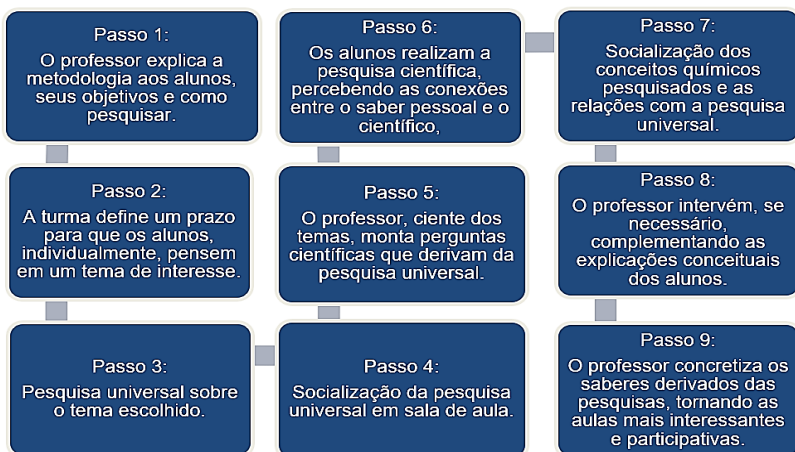 Passo 1:
O professor explica a
metodologia aos alunos,
seus objetivos e como
pesquisar.
Passo 2:
A turma define um prazo
para que os alunos,
individualmente, pensem
em um tema de interesse.
Passo 3:
Pesquisa universal sobre
o tema escolhido.
Passo 4:
Socialização da pesquisa
universal em sala de aula.
Passo 5:
O professor, ciente dos
temas, monta perguntas
científicas que derivam da
pesquisa universal.
Passo 6:
Os alunos realizam a
pesquisa científica,
percebendo as conexões
entre o saber pessoal e o
científico,
Passo 7:
Socialização dos
conceitos químicos
pesquisados e as
relações com a pesquisa
universal.
Passo 8:
O professor intervém, se
necessário,
complementando as
explicações conceituais
dos alunos.
Passo 9:
O professor concretiza os
saberes derivados das
pesquisas, tornando as
aulas mais interessantes
e participativas.